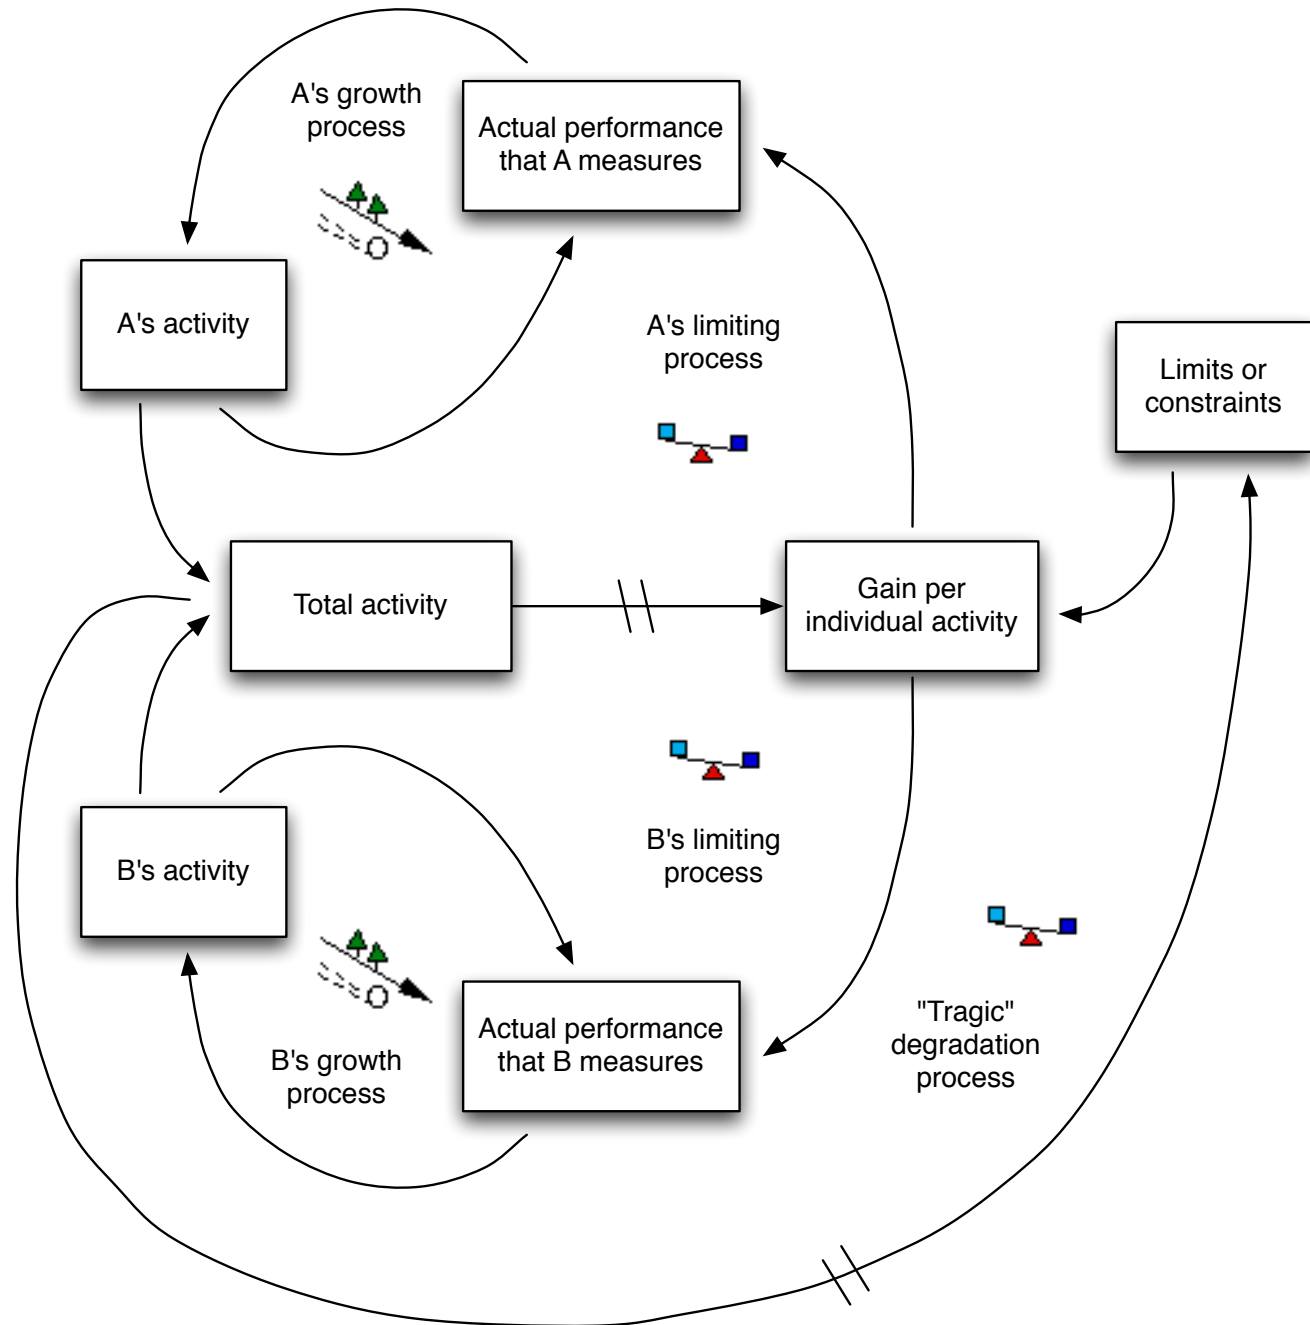 A's growth
process
Actual performance
that A measures
A's activity
A's limiting
process
Limits or
constraints
Total activity
Gain per
individual activity
B's activity
B's limiting
process
B's growth
process
Actual performance
that B measures
"Tragic"
degradation
process